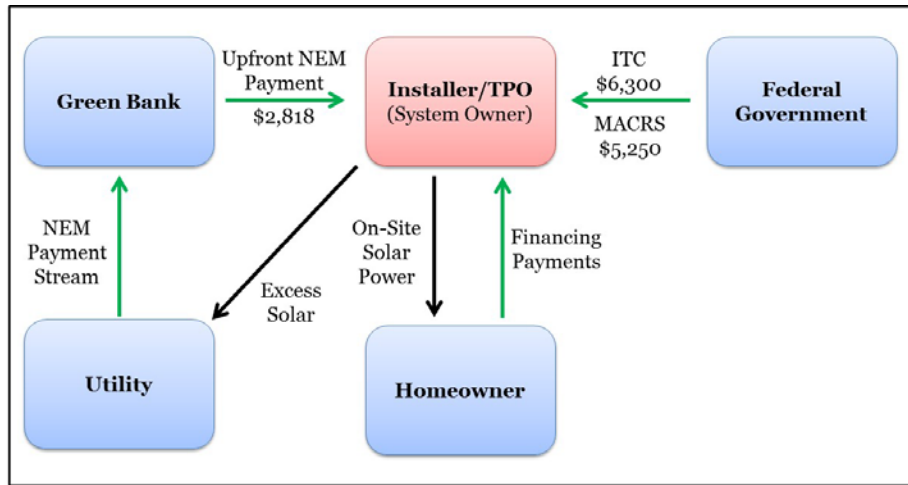 Upfront NEM
Payment
$2,818
Green Bank
Installer/TPO
(System Owner)
ITC
$6,300
MACRS
$5,250
Federal
Government
NEM
Payment
Stream
Excess
Solar
On-Site
Solar
Power
Financing
Payments
Utility
Homeowner